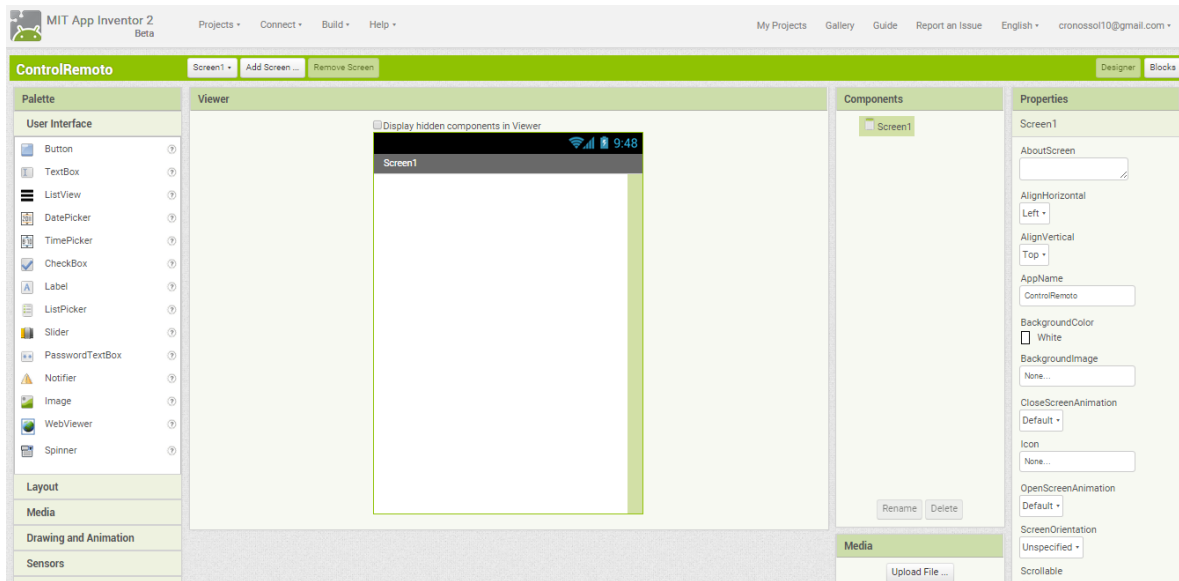 MIT App Inventor 2
Beta
Projects Connect Build Help
My Projects Gallery Guide Report an Issue English cronossol10@gmail.com
ControlRemoto
Screen1 Add Screen ... Remove Screen
Designer Blocks
Palette
User Interface
Button
TextBox
ListView
DatePicker
TimePicker
CheckBox
Label
ListPicker
Slider
PasswordTextBox
Notifier
Image
WebViewer
Spinner
Layout
Media
Drawing and Animation
Sensors
Viewer
Display hidden components in Viewer
9:48
Screen1
Components
Screen1
Rename Delete
Media
Upload File ...
Properties
Screen1
AboutScreen
AlignHorizontal
Left
AlignVertical
Top
AppName
ControlRemoto
BackgroundColor
White
BackgroundImage
None...
CloseScreenAnimation
Default
Icon
None...
OpenScreenAnimation
Default
ScreenOrientation
Unspecified
Scrollable